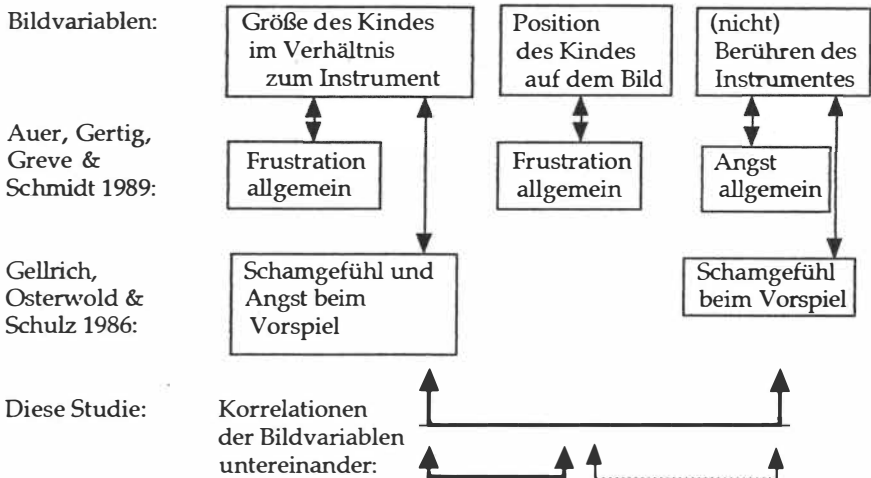 Bildvariablen:
Größe des Kindes
im Verhältnis
zum Instrument
Position
des Kindes
auf dem Bild
(nicht)
Berühren des
Instrumentes
Auer, Gertig,
Greve &
Schmidt 1989:
Frustration
allgemein
Frustration
allgemein
Angst
allgemein
Gellrich,
Osterwold &
Schulz 1986:
Schamgefühl und
Angst beim
Vorspiel
Schamgefühl
beim Vorspiel
Diese Studie:
Korrelationen
der Bildvariablen
untereinander: